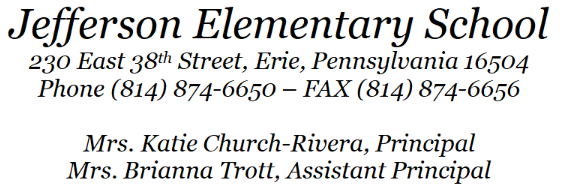 Jefferson Elementary School
230 East 38th Street, Erie, Pennsylvania 16504
Phone (814) 874-6650 – FAX (814) 874-6656
Mrs. Katie Church-Rivera, Principal
Mrs. Brianna Trott, Assistant Principal